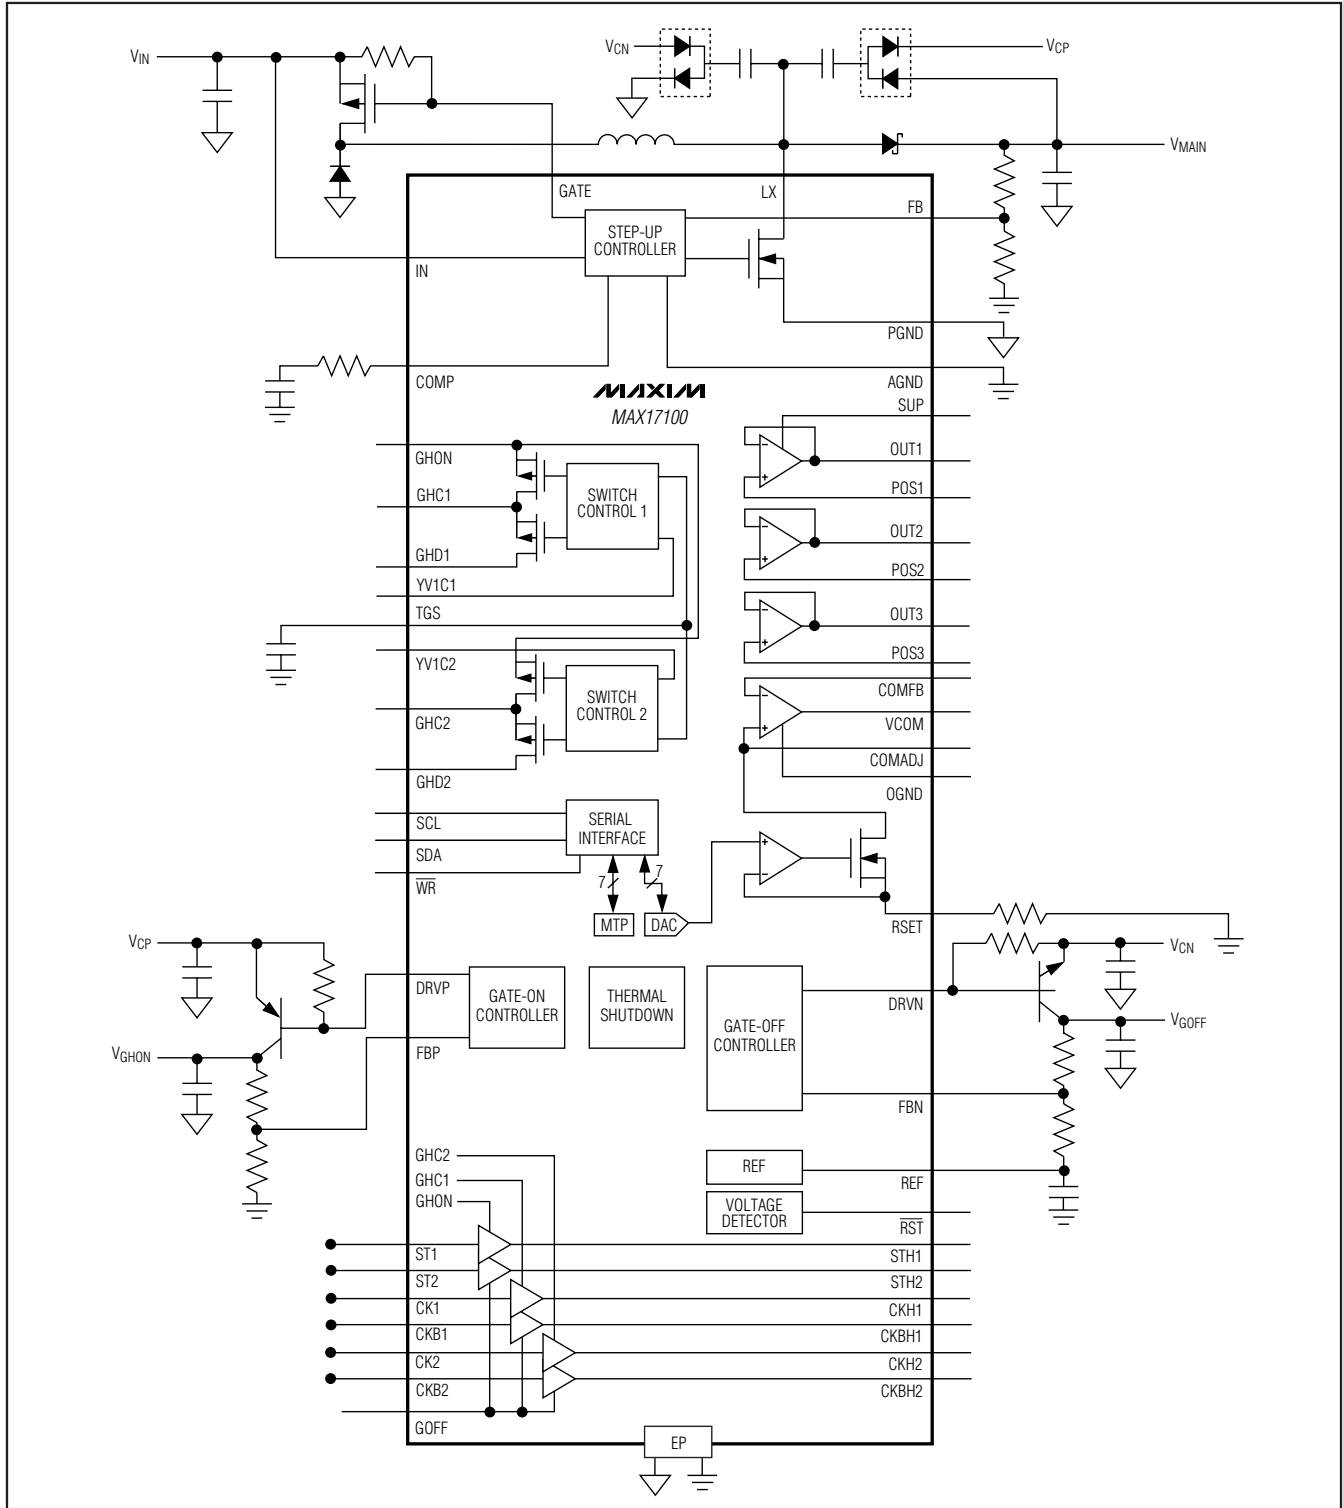 VIN
VCN
VCP
VMAIN
GATE
LX
FB
STEP-UP
CONTROLLER
IN
PGND
COMP
AGND
MAXIM
MAX17100
SUP
GHON
OUT1
GHC1
SWITCH
CONTROL 1
POS1
OUT2
GHD1
POS2
YV1C1
TGS
OUT3
YV1C2
POS3
COMFB
SWITCH
CONTROL 2
GHC2
VCOM
COMADJ
GHD2
OGND
SCL
SERIAL
INTERFACE
SDA
WR
7
7
MTP
DAC
RSET
VCP
VCN
DRVP
GATE-ON
CONTROLLER
THERMAL
SHUTDOWN
GATE-OFF
CONTROLLER
DRVN
VGOFF
VGHON
FBP
FBN
GHC2
REF
GHC1
REF
GHON
VOLTAGE
DETECTOR
RST
ST1
STH1
ST2
STH2
CK1
CKH1
CKB1
CKBH1
CK2
CKH2
CKB2
CKBH2
GOFF
EP